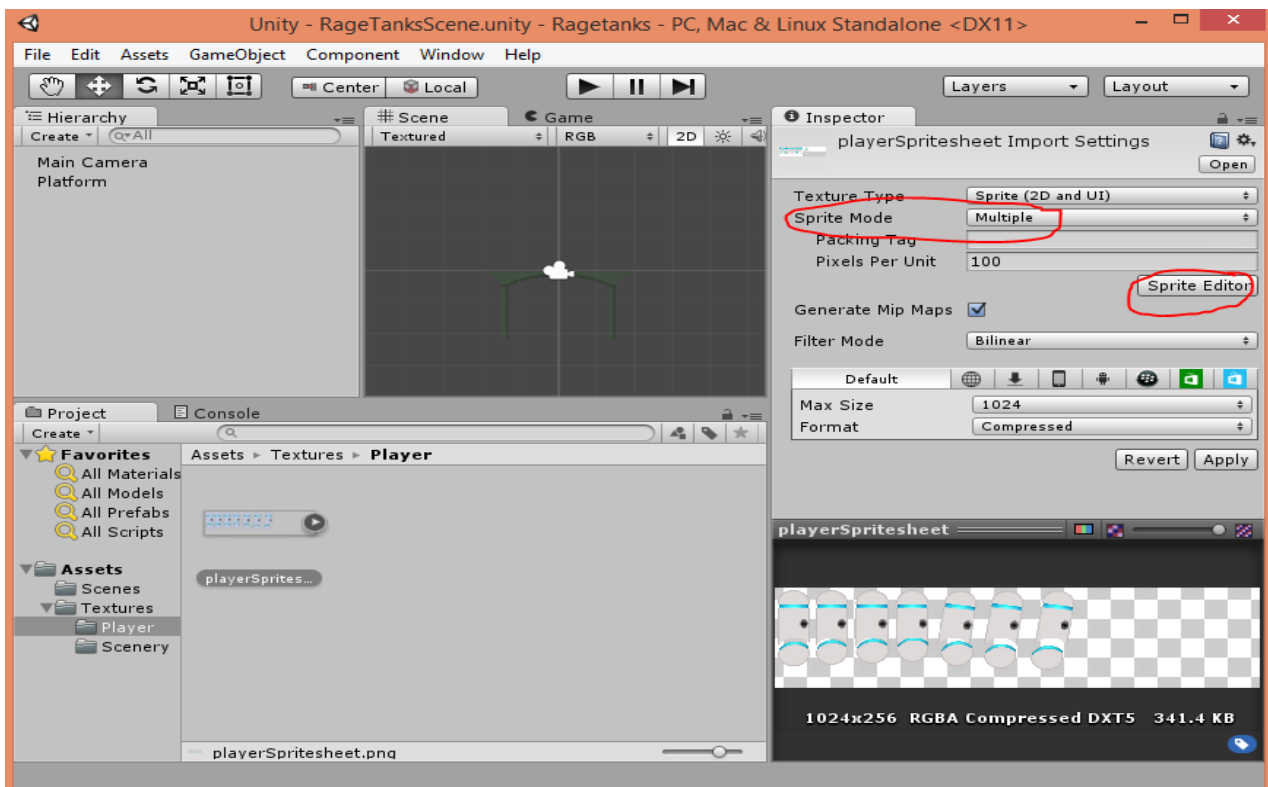 Unity - RageTanksScene.unity - Ragetanks - PC, Mac & Linux Standalone <DX11>
File Edit Assets GameObject Component Window Help
Center Local Layers Layout
Hierarchy
Create All
Main Camera
Platform
Scene Game
Textured RGB 2D
Inspector
playerSpritesheet Import Settings
Open
Texture Type Sprite (2D and UI)
Sprite Mode Multiple
Packing Tag
Pixels Per Unit 100
Sprite Editor
Generate Mip Maps
Filter Mode Bilinear
Default
Max Size 1024
Format Compressed
Revert Apply
Project Console
Create
Favorites
All Materials
All Models
All Prefabs
All Scripts
Assets
Scenes
Textures
Player
Scenery
Assets Textures Player
playerSprites...
playerSpritesheet.png
playerSpritesheet
1024x256 RGBA Compressed DXT5 341.4 KB